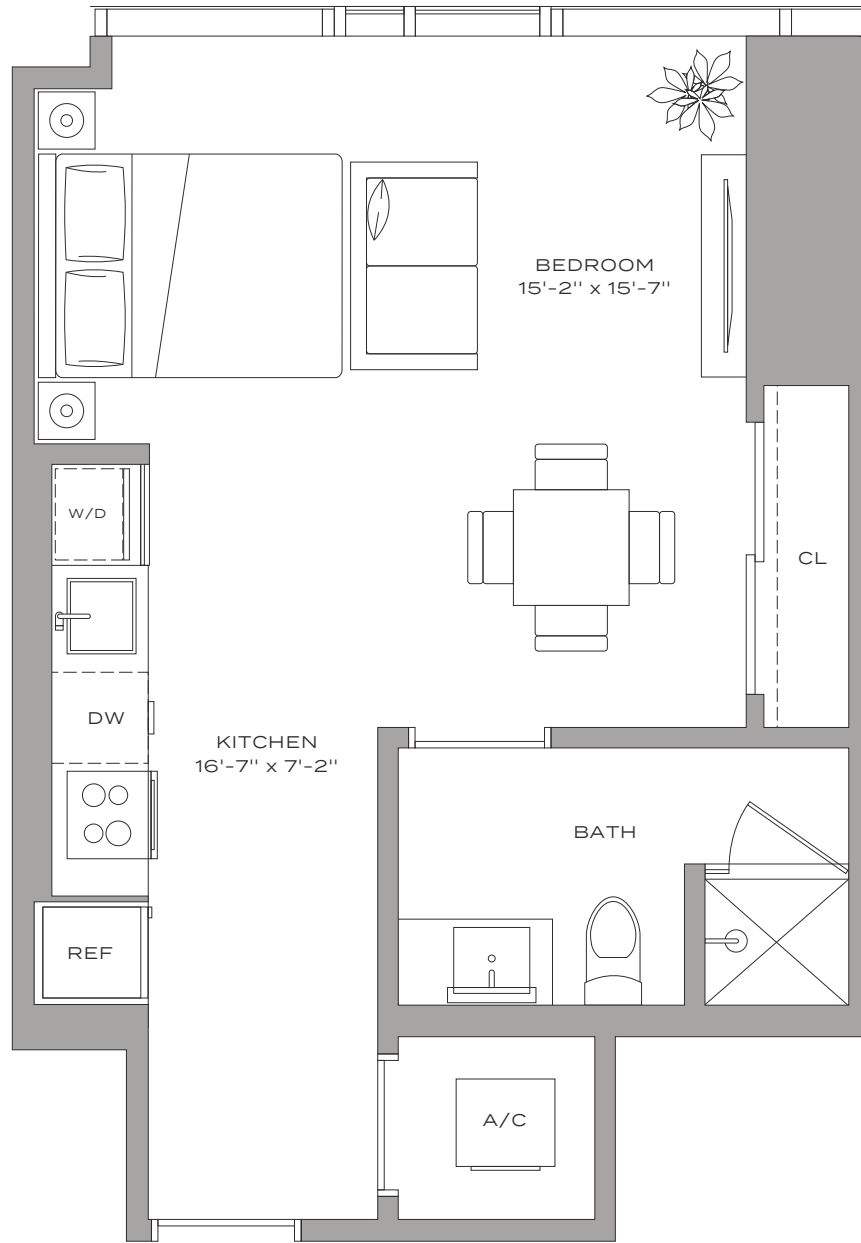 BEDROOM
15'-2" x 15'-7"
W/D
CL
DW
KITCHEN
16'-7" x 7'-2"
BATH
REF
A/C